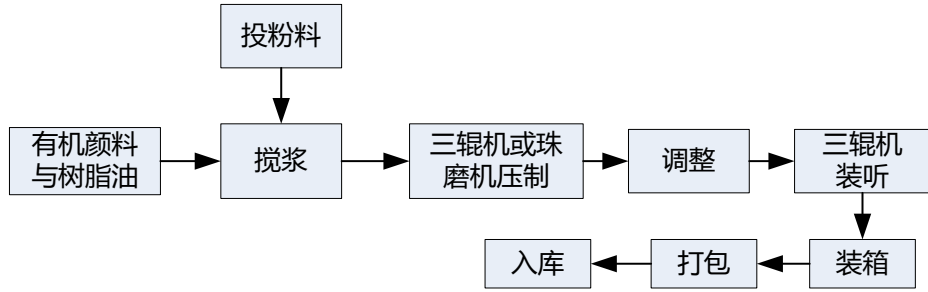 投粉料
有机颜料
与树脂油
搅浆
三辊机或珠
磨机压制
调整
三辊机
装听
入库
打包
装箱